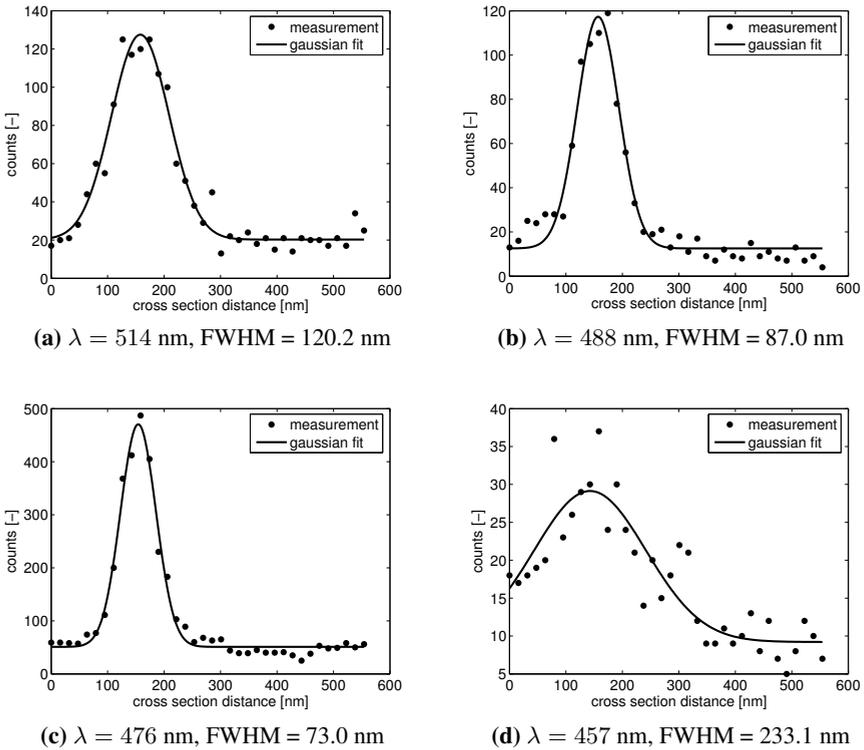 140
120
100
80
60
40
20
0
counts [−]
0 100 200 300 400 500 600
cross section distance [nm]
measurement
gaussian fit
(a) λ = 514 nm, FWHM = 120.2 nm
120
100
80
60
40
20
0
counts [−]
0 100 200 300 400 500 600
cross section distance [nm]
measurement
gaussian fit
(b) λ = 488 nm, FWHM = 87.0 nm
500
400
300
200
100
0
counts [−]
0 100 200 300 400 500 600
cross section distance [nm]
measurement
gaussian fit
(c) λ = 476 nm, FWHM = 73.0 nm
40
35
30
25
20
15
10
5
counts [−]
0 100 200 300 400 500 600
cross section distance [nm]
measurement
gaussian fit
(d) λ = 457 nm, FWHM = 233.1 nm